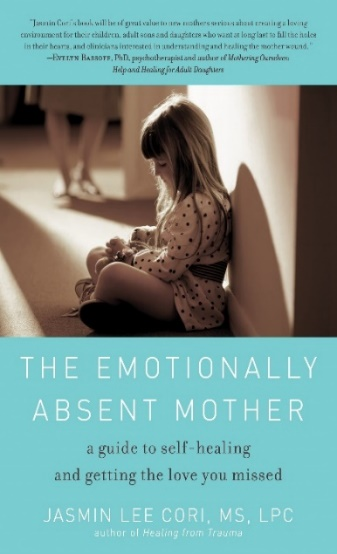 "Jasmin Cori's book will be of great value to new mothers serious about creating a loving
environment for their children, adult sons and daughters who want at long last to fill the holes
in their hearts, and clinicians interested in understanding and healing the mother wound."
—Evelyn Bassoff, PhD, psychotherapist and author of Mothering Ourselves:
Help and Healing for Adult Daughters
THE EMOTIONALLY
ABSENT MOTHER
a guide to self-healing
and getting the love you missed
JASMIN LEE CORI, MS, LPC
author of Healing from Trauma